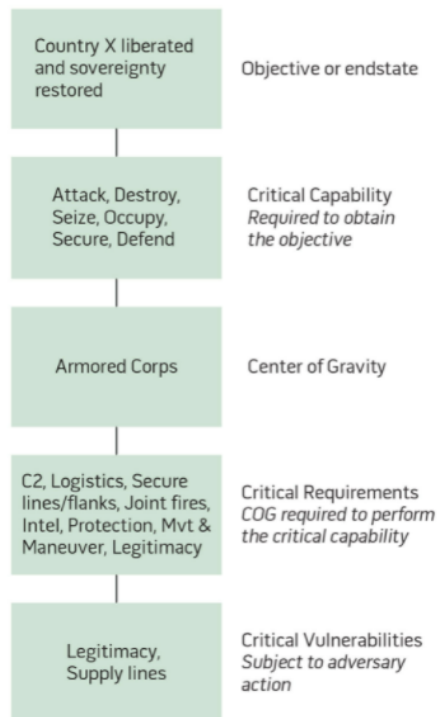 Country X liberated
and sovereignty
restored
Objective or endstate
Attack, Destroy,
Seize, Occupy,
Secure, Defend
Critical Capability
Required to obtain
the objective
Armored Corps
Center of Gravity
C2, Logistics, Secure
lines/flanks, Joint fires,
Intel, Protection, Mvt &
Maneuver, Legitimacy
Critical Requirements
COG required to perform
the critical capability
Legitimacy,
Supply lines
Critical Vulnerabilities
Subject to adversary
action